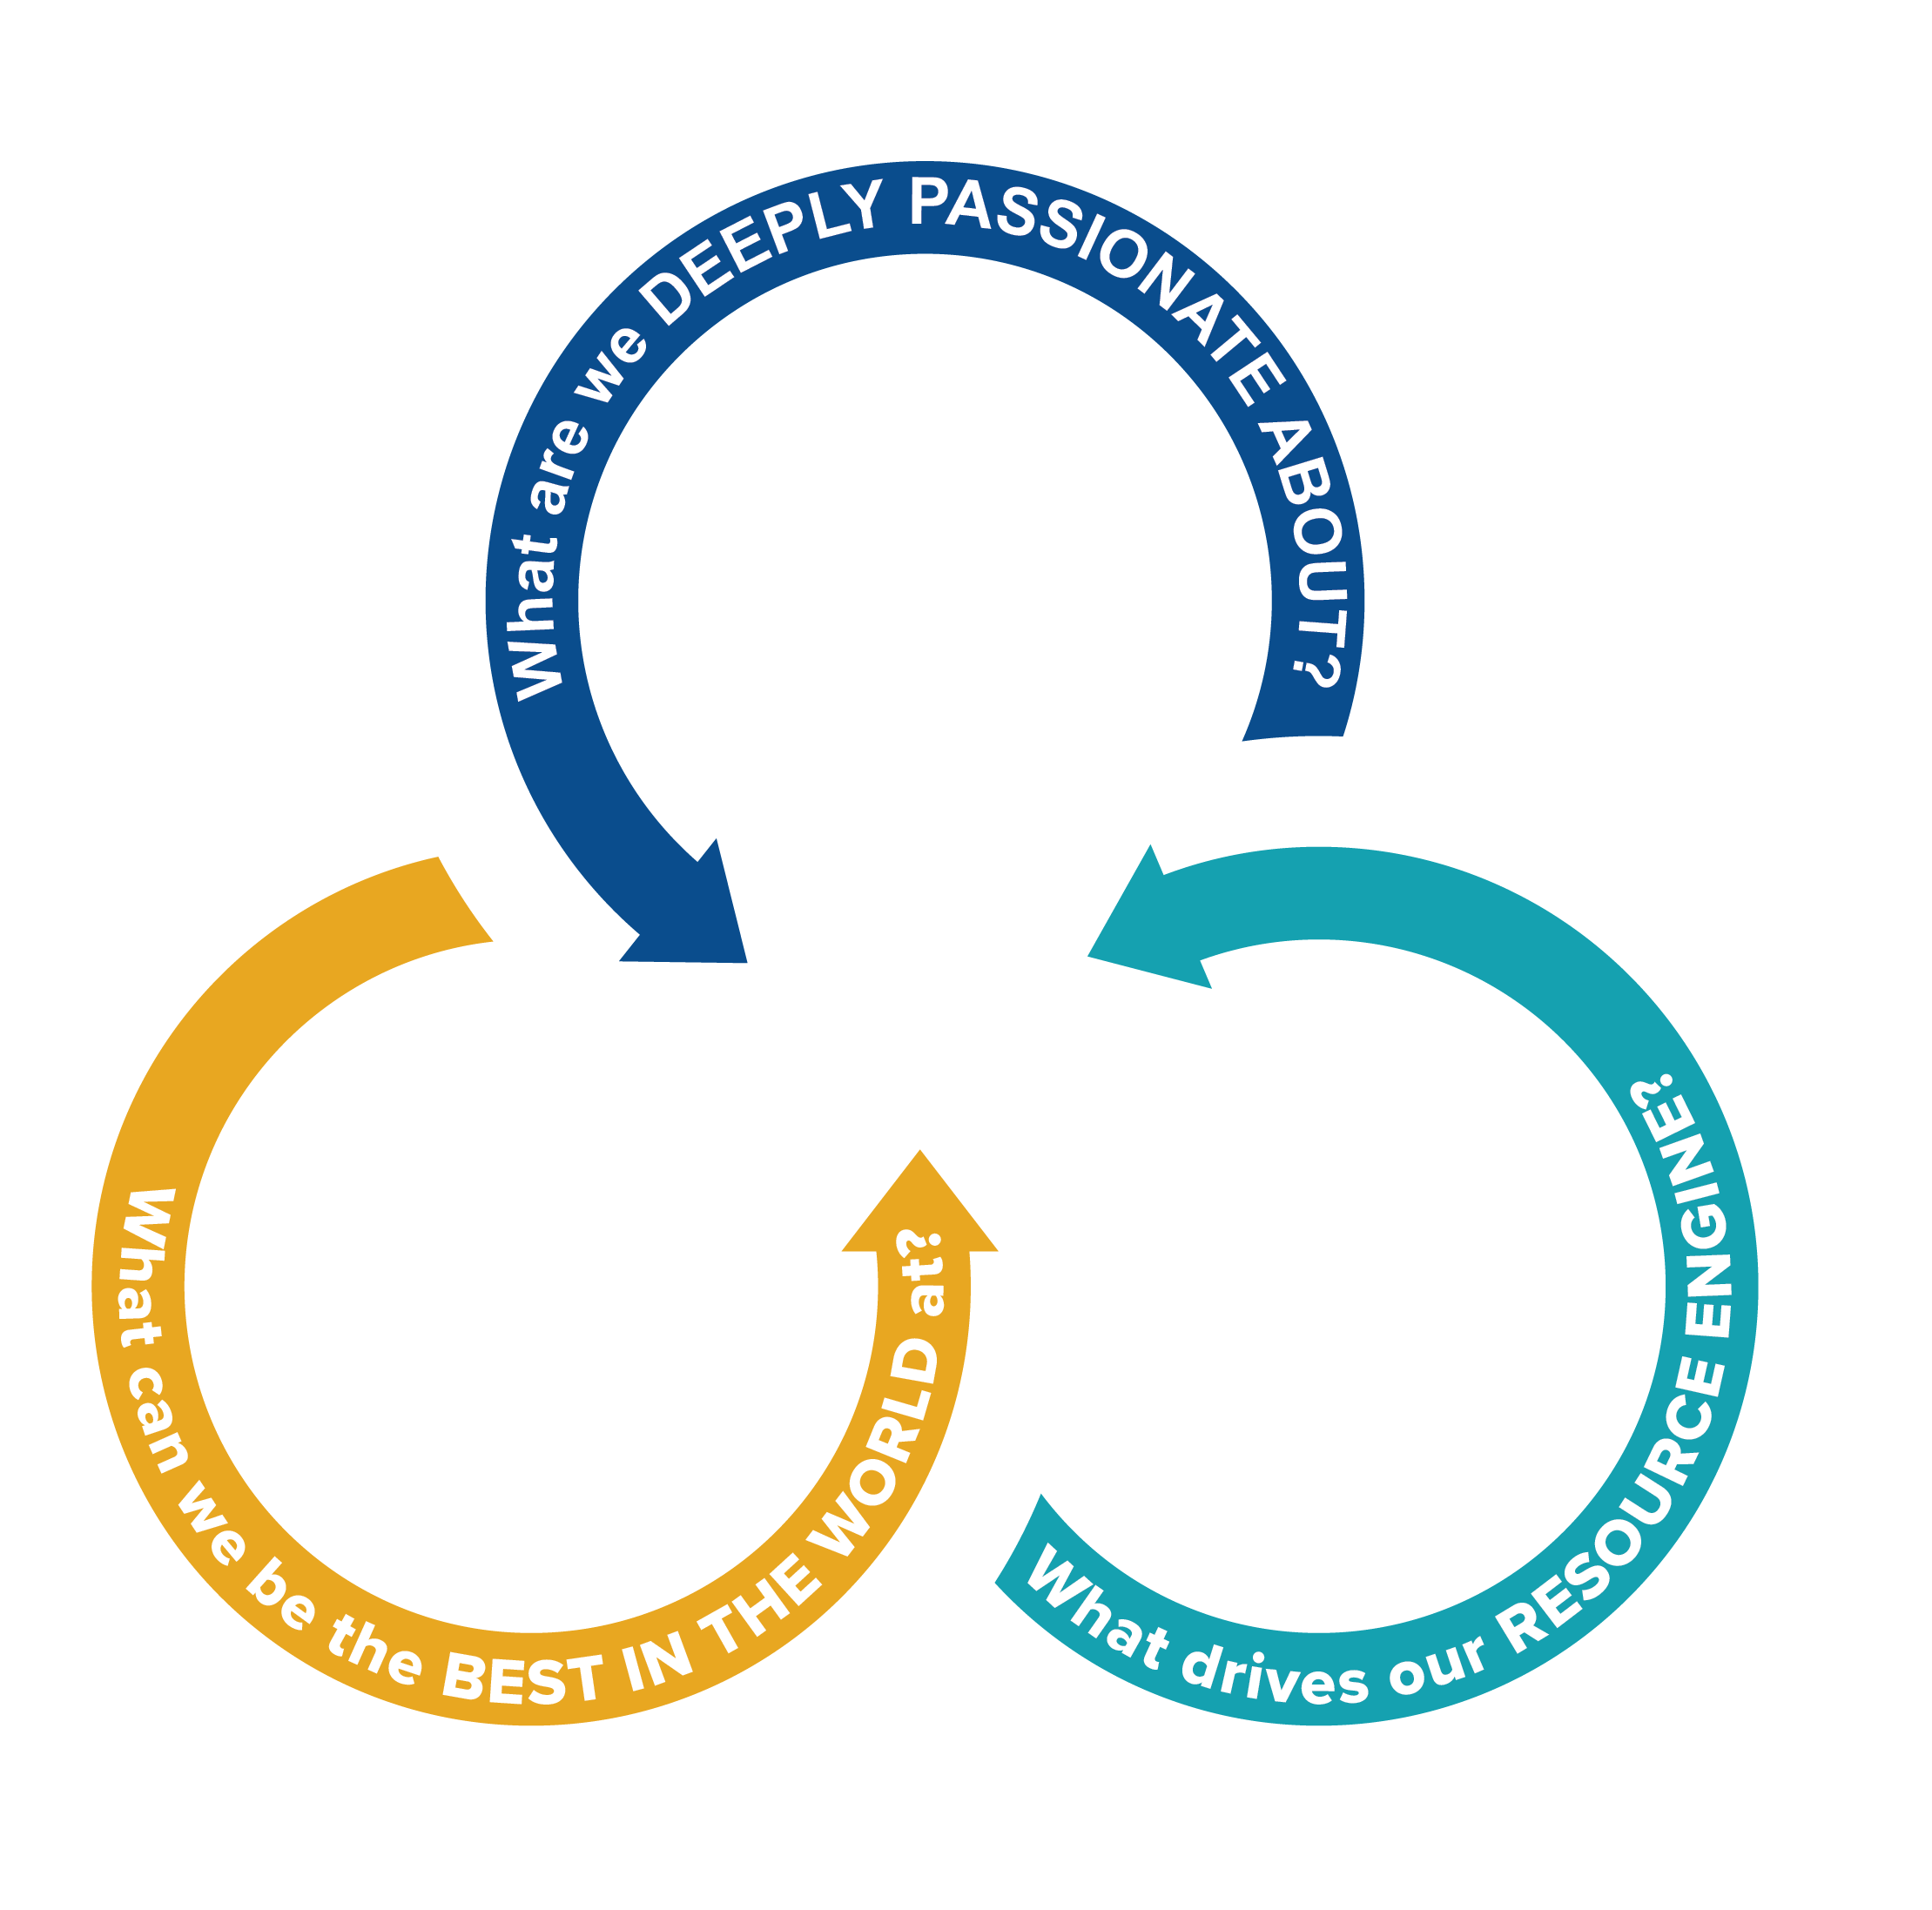 What are we DEEPLY PASSIONATE ABOUT?
What can we be the BEST IN THE WORLD at?
What drives our RESOURCE ENGINE?